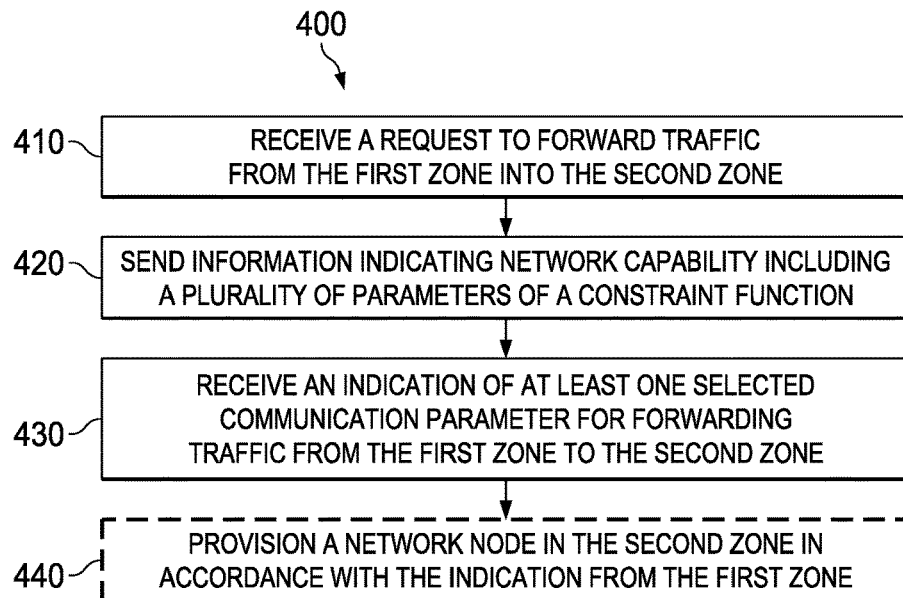 400
410
RECEIVE A REQUEST TO FORWARD TRAFFIC
FROM THE FIRST ZONE INTO THE SECOND ZONE
420
SEND INFORMATION INDICATING NETWORK CAPABILITY INCLUDING
A PLURALITY OF PARAMETERS OF A CONSTRAINT FUNCTION
430
RECEIVE AN INDICATION OF AT LEAST ONE SELECTED
COMMUNICATION PARAMETER FOR FORWARDING
TRAFFIC FROM THE FIRST ZONE TO THE SECOND ZONE
440
PROVISION A NETWORK NODE IN THE SECOND ZONE IN
ACCORDANCE WITH THE INDICATION FROM THE FIRST ZONE